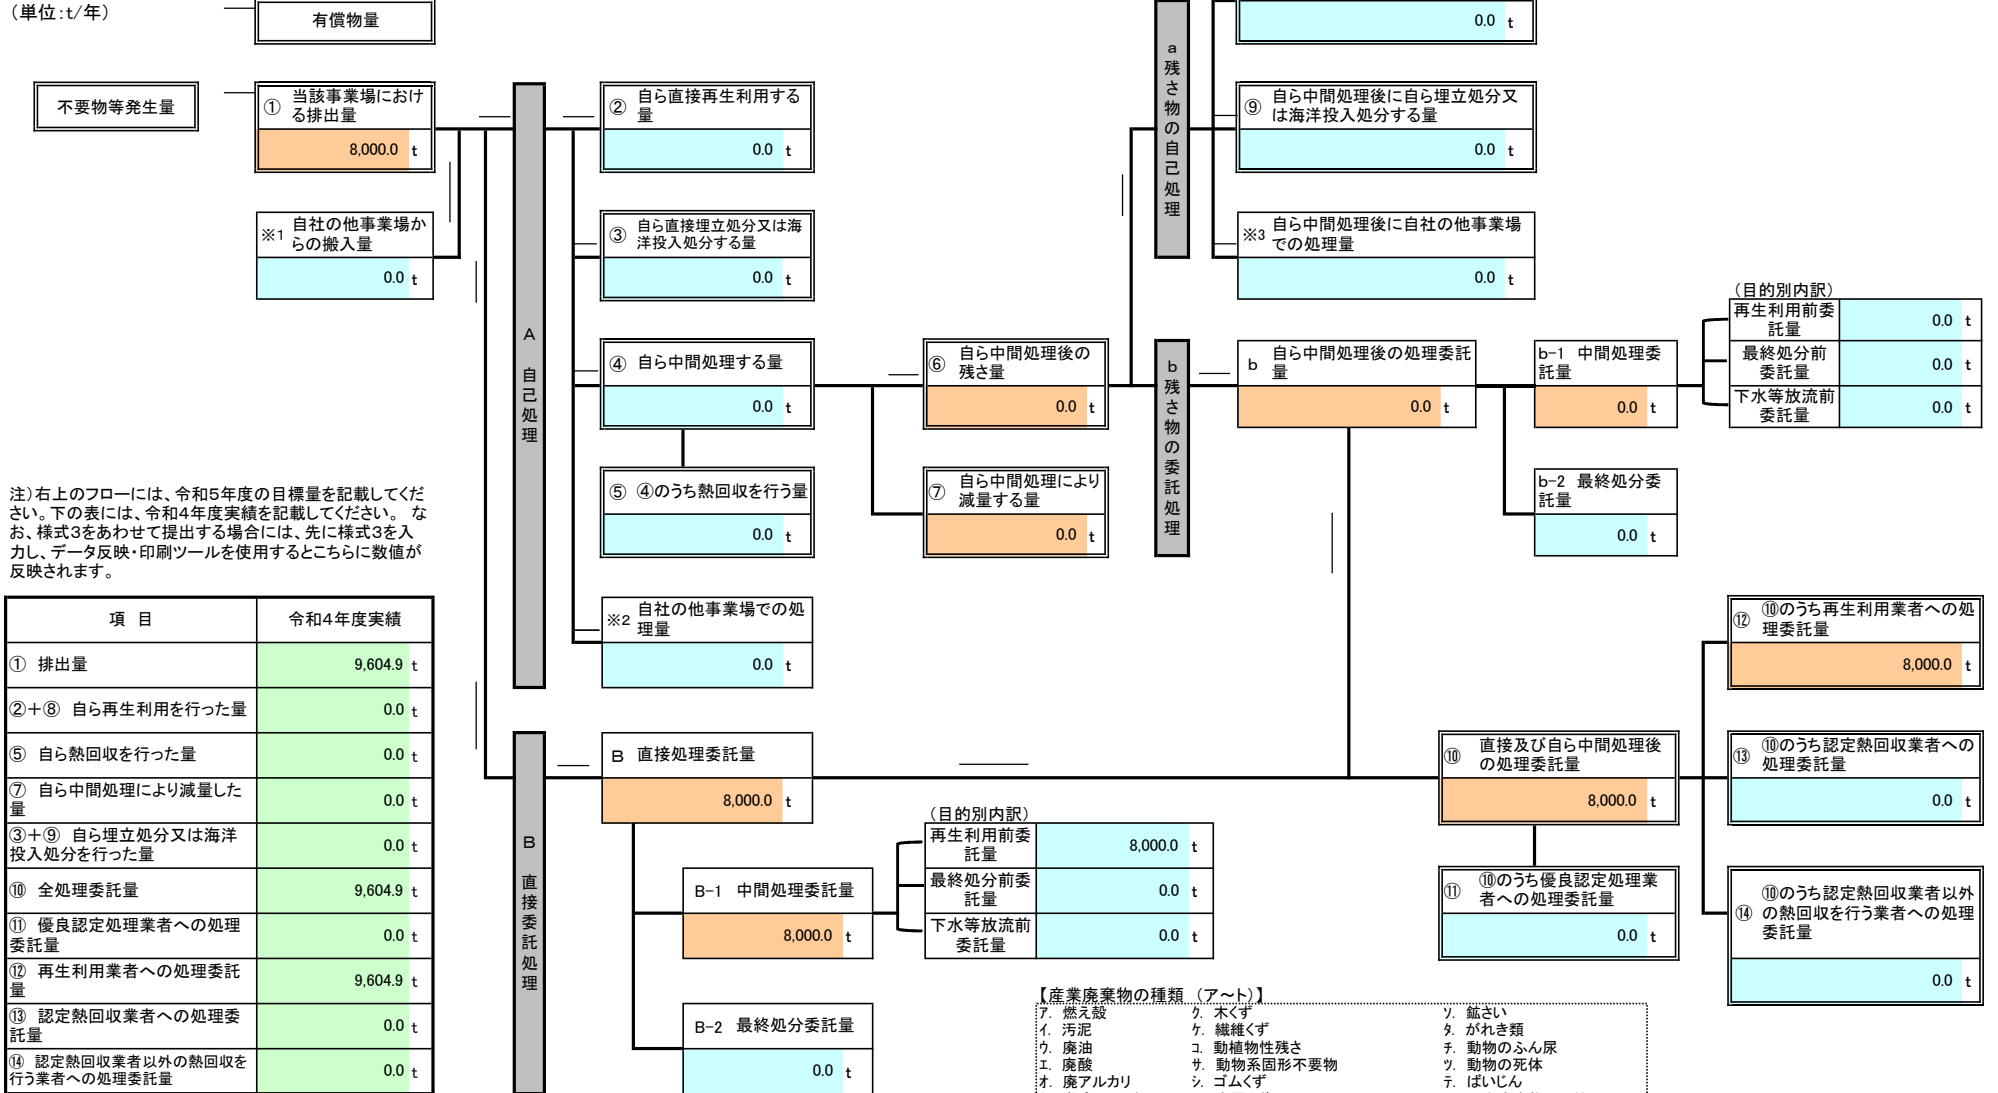 (単位:t/年)
有償物量
0.0 t
不要物等発生量
① 当該事業場におけ
る排出量
8,000.0 t
※1 自社の他事業場か
らの搬入量
0.0 t
A 自己処理
② 自ら直接再生利用する
量
0.0 t
③ 自ら直接埋立処分又は海
洋投入処分する量
0.0 t
④ 自ら中間処理する量
0.0 t
⑤ ④のうち熱回収を行う量
0.0 t
※2 自社の他事業場での処
理量
0.0 t
⑥ 自ら中間処理後の
残さ量
0.0 t
⑦ 自ら中間処理により
減量する量
0.0 t
a 残さ物の自己処理
⑨ 自ら中間処理後に自ら埋立処分又
は海洋投入処分する量
0.0 t
※3 自ら中間処理後に自社の他事業場
での処理量
0.0 t
b 残さ物の委託処理
b 自ら中間処理後の処理委託
量
0.0 t
b-1 中間処理委
託量
0.0 t
b-2 最終処分委
託量
0.0 t
(目的別内訳)
再生利用前委
託量 0.0 t
最終処分前
委託量 0.0 t
下水等放流前
委託量 0.0 t
注)右上のフローには、令和5年度の目標量を記載してくだ
さい。下の表には、令和4年度実績を記載してください。 な
お、様式3をあわせて提出する場合には、先に様式3を入
力し、データ反映・印刷ツールを使用するとこちらに数値が
反映されます。
項 目 令和4年度実績
① 排出量 9,604.9 t
②+⑧ 自ら再生利用を行った量 0.0 t
⑤ 自ら熱回収を行った量 0.0 t
⑦ 自ら中間処理により減量した
量 0.0 t
③+⑨ 自ら埋立処分又は海洋
投入処分を行った量 0.0 t
⑩ 全処理委託量 9,604.9 t
⑪ 優良認定処理業者への処理
委託量 0.0 t
⑫ 再生利用業者への処理委託
量 9,604.9 t
⑬ 認定熱回収業者への処理委
託量 0.0 t
⑭ 認定熱回収業者以外の熱回収を
行う業者への処理委託量 0.0 t
B 直接委託処理
B 直接処理委託量
8,000.0 t
B-1 中間処理委託量
8,000.0 t
B-2 最終処分委託量
0.0 t
(目的別内訳)
再生利用前委
託量 8,000.0 t
最終処分前委
託量 0.0 t
下水等放流前
委託量 0.0 t
⑩ 直接及び自ら中間処理後
の処理委託量
8,000.0 t
⑪ ⑩のうち優良認定処理業
者への処理委託量
0.0 t
⑫ ⑩のうち再生利用業者への処
理委託量
8,000.0 t
⑬ ⑩のうち認定熱回収業者への
処理委託量
0.0 t
⑭ ⑩のうち認定熱回収業者以外
の熱回収を行う業者への処理
委託量
0.0 t
【産業廃棄物の種類 (ア~ト)】
ア. 燃え殻 ク. 木くず ソ. 鉱さい
イ. 汚泥 ケ. 繊維くず タ. がれき類
ウ. 廃油 コ. 動植物性残さ チ. 動物のふん尿
エ. 廃酸 サ. 動物系固形不要物 ツ. 動物の死体
オ. 廃アルカリ シ. ゴムくず テ. ばいじん